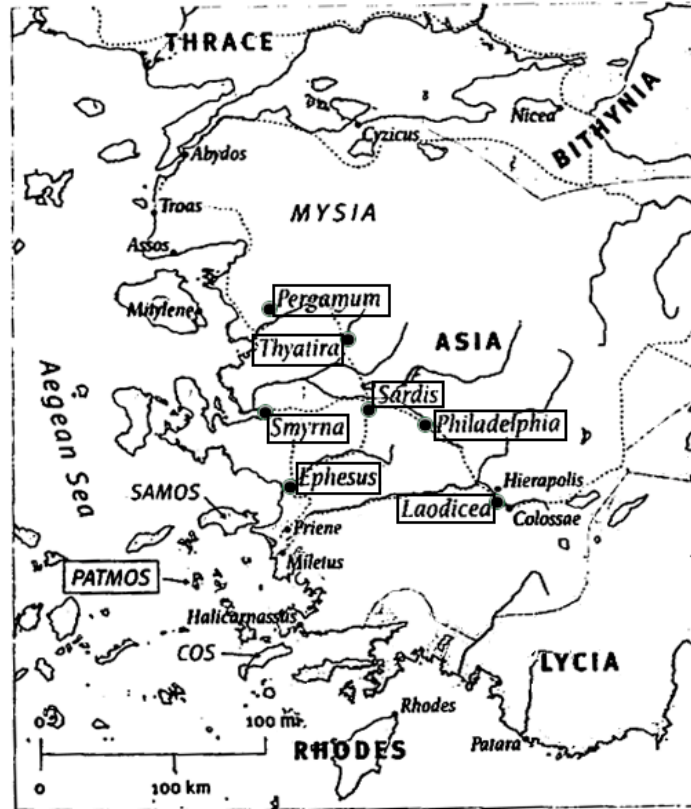 THRACE
BITHYNIA
Nicea
Cyzicus
Abydos
MYSIA
Troas
Assos
Pergamum
Mitylene
Thyatira
ASIA
Aegean Sea
Sardis
Smyrna
Philadelphia
Ephesus
Hierapolis
SAMOS
Laodicea
Colossae
Priene
Miletus
PATMOS
Halicarnassus
COS
LYCIA
Rhodes
0 100 mi
RHODES
Patara
0 100 km